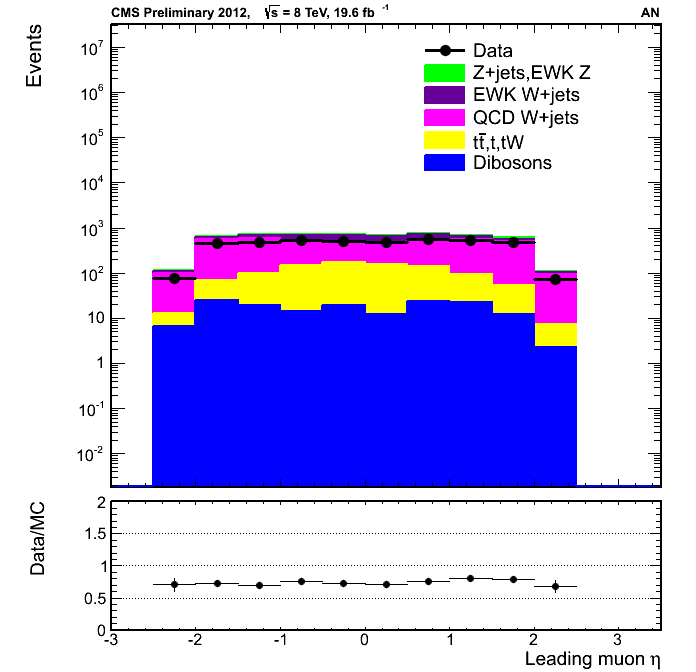 CMS Preliminary 2012, √s = 8 TeV, 19.6 fb⁻¹ AN
Events
10⁷
10⁶
10⁵
10⁴
10³
10²
10
1
10⁻¹
10⁻²
Data
Z+jets,EWK Z
EWK W+jets
QCD W+jets
tt̅,t,tW
Dibosons
Data/MC
2
1.5
1
0.5
0
-3 -2 -1 0 1 2 3
Leading muon η